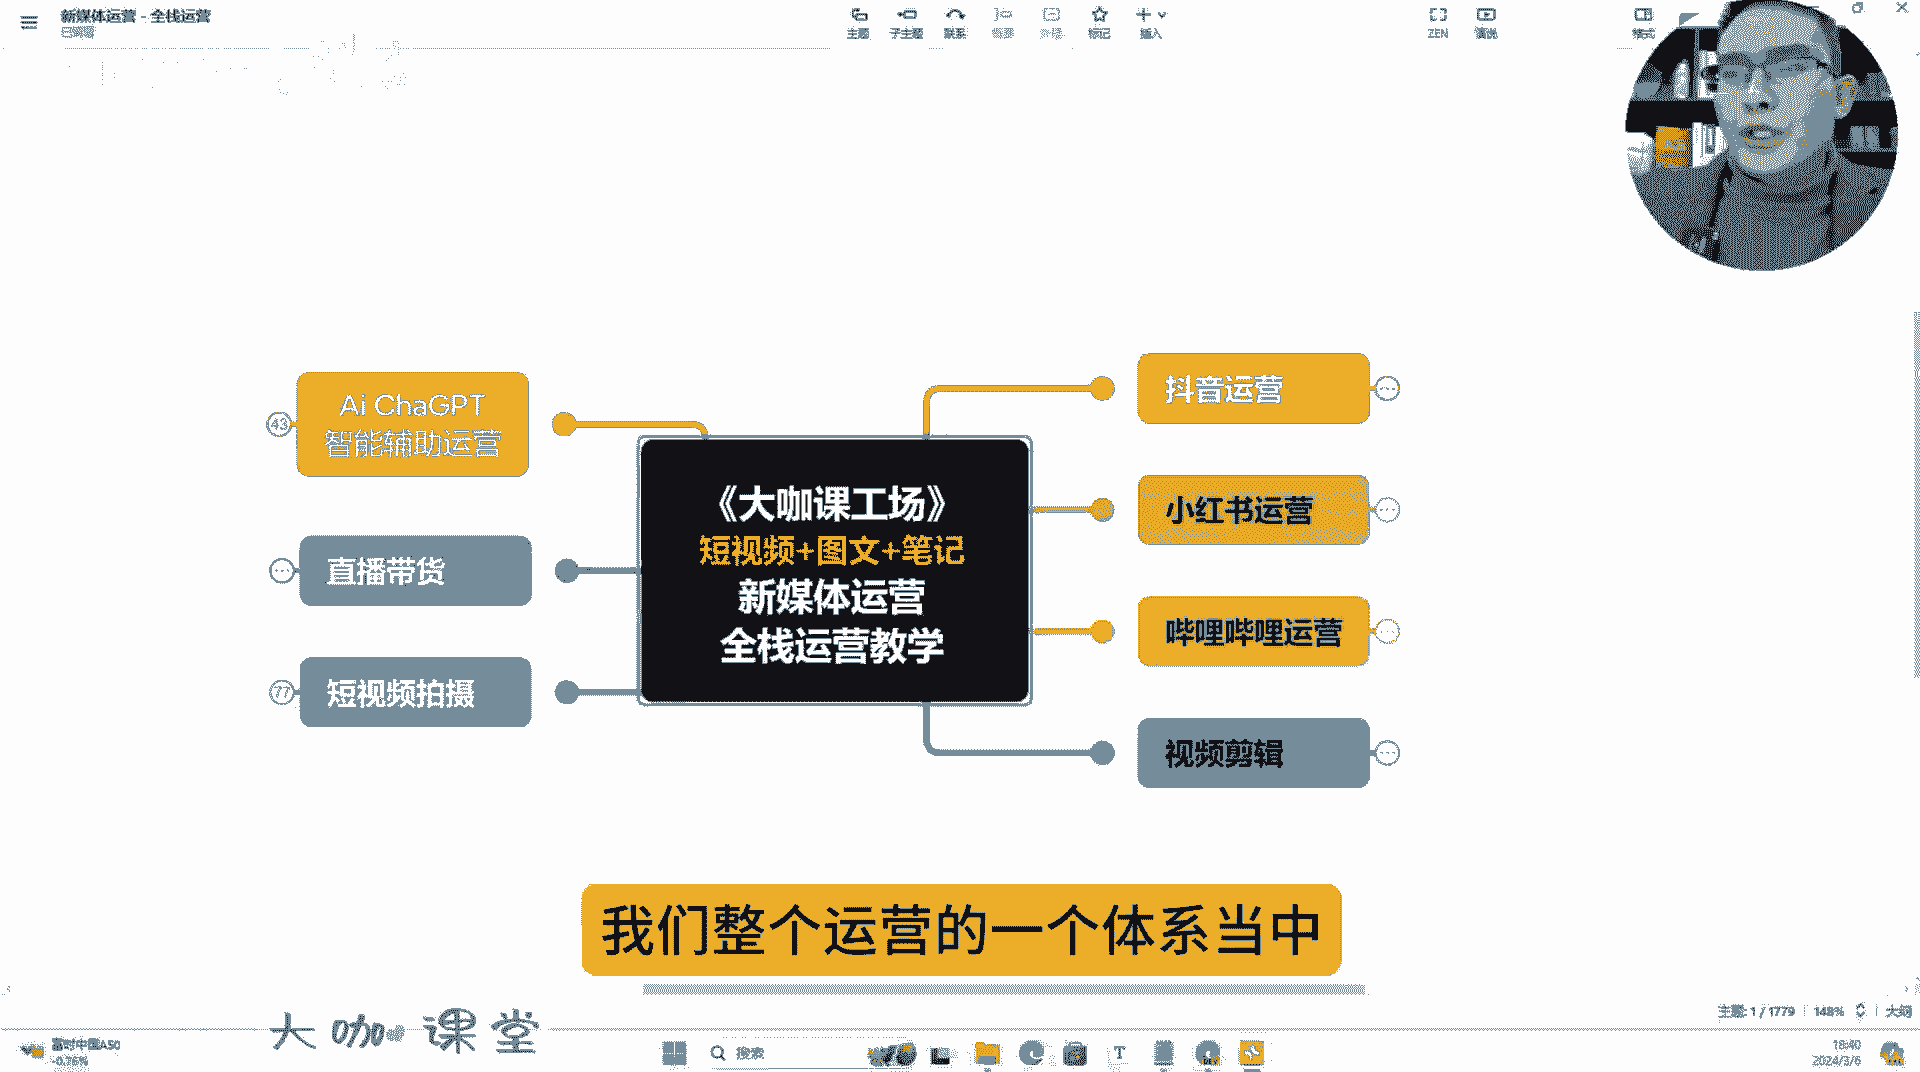 新媒体运营 - 全栈运营
已编辑
主题
子主题
联系
概要
外框
标记
插入
ZEN
演说
格式
Ai ChaGPT
智能辅助运营
43
直播带货
短视频拍摄
77
《大咖课工场》
短视频+图文+笔记
新媒体运营
全栈运营教学
抖音运营
小红书运营
哔哩哔哩运营
视频剪辑
我们整个运营的一个体系当中
大咖课堂
主题: 1 / 1779
148%
大纲
富时中国A50
-0.76%
搜索
18:40
2024/3/6